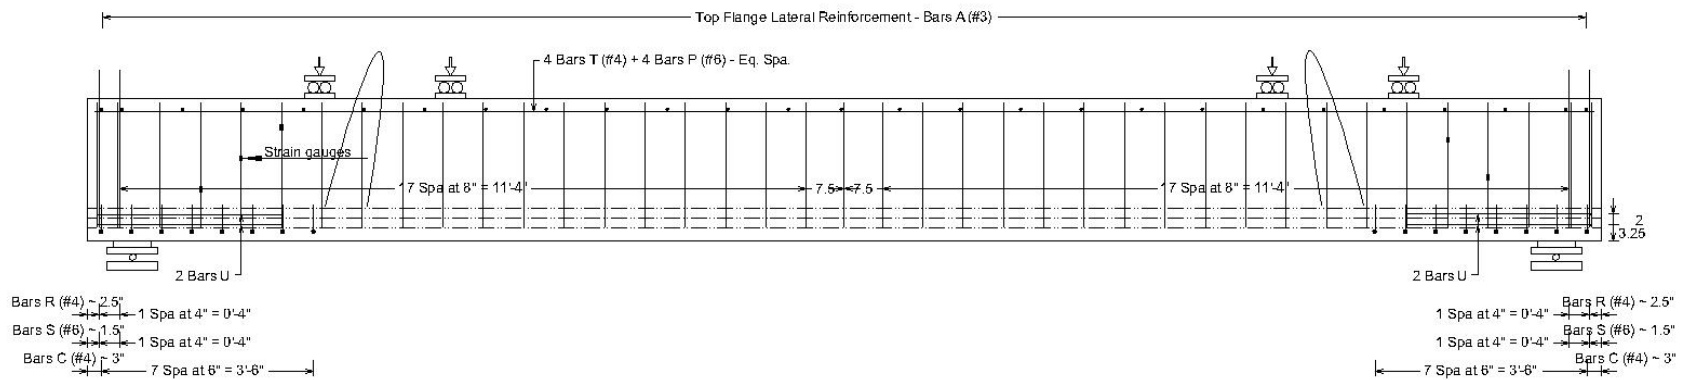 Top Flange Lateral Reinforcement - Bars A (#3)
4 Bars T (#4) + 4 Bars P (#6) - Eq. Spa.
Strain gauges
17 Spa at 8" = 11'-4"
7.5
7.5
17 Spa at 8" = 11'-4"
2
3.25
2 Bars U
2 Bars U
Bars R (#4) ~ 2.5"
1 Spa at 4" = 0'-4"
Bars S (#6) ~ 1.5"
1 Spa at 4" = 0'-4"
Bars C (#4) ~ 3"
7 Spa at 6" = 3'-6"
Bars R (#4) ~ 2.5"
1 Spa at 4" = 0'-4"
Bars S (#6) ~ 1.5"
1 Spa at 4" = 0'-4"
Bars C (#4) ~ 3"
7 Spa at 6" = 3'-6"